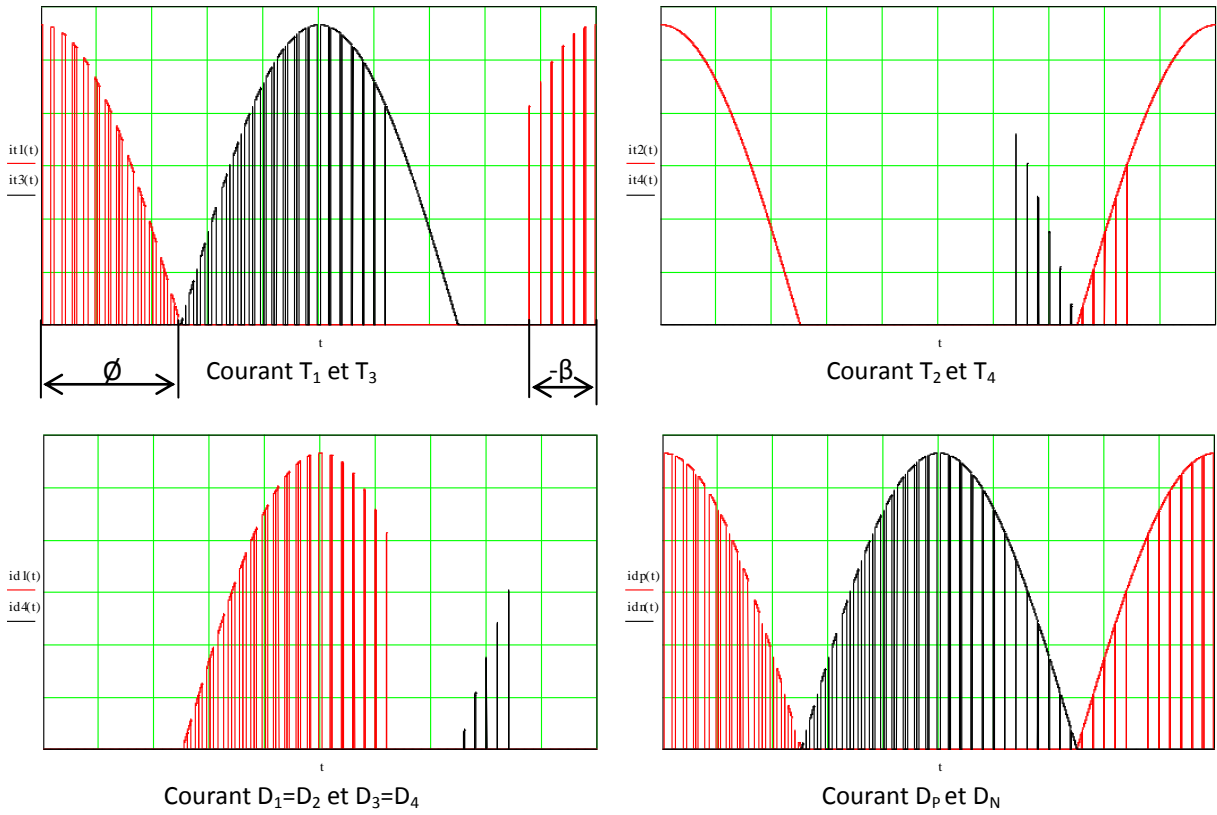 it1(t)
it3(t)
t
Ø
Courant T₁ et T₃
-β
it2(t)
it4(t)
t
Courant T₂ et T₄
id1(t)
id4(t)
t
Courant D₁=D₂ et D₃=D₄
idp(t)
idn(t)
t
Courant Dₚ et D_N